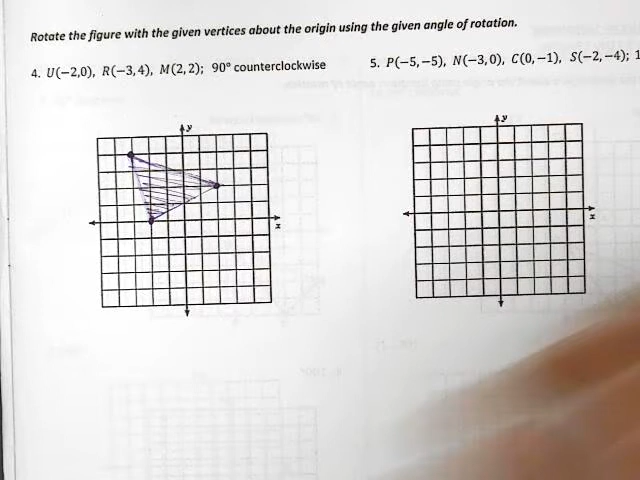 Rotate the figure with the given vertices about the origin using the given angle of rotation.
4. U(−2,0), R(−3,4), M(2,2); 90° counterclockwise
5. P(−5,−5), N(−3,0), C(0,−1), S(−2,−4); 1
y
y
x
x